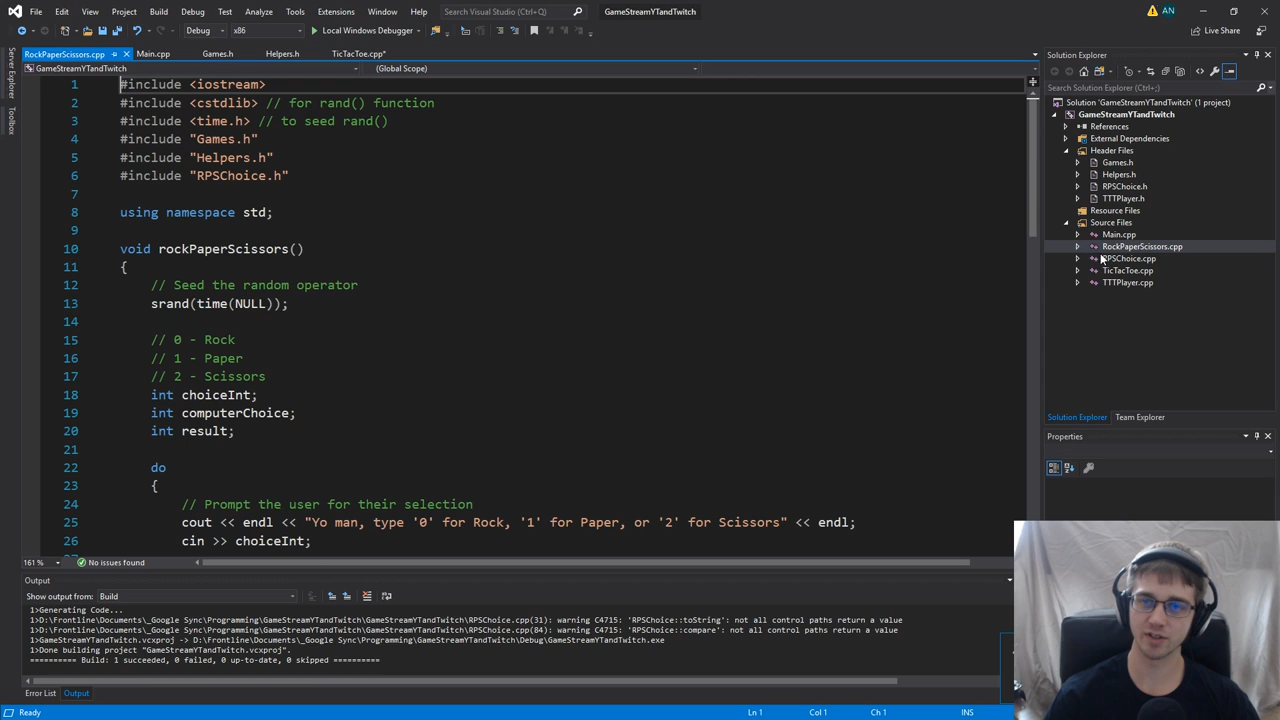 File Edit View Project Build Debug Test Analyze Tools Extensions Window Help Search Visual Studio (Ctrl+Q) GameStreamYTandTwitch AN
Debug x86 Local Windows Debugger Live Share
RockPaperScissors.cpp Main.cpp Games.h Helpers.h TicTacToe.cpp*
GameStreamYTandTwitch (Global Scope)
1 #include <iostream>
2 #include <cstdlib> // for rand() function
3 #include <time.h> // to seed rand()
4 #include "Games.h"
5 #include "Helpers.h"
6 #include "RPSChoice.h"
7
8 using namespace std;
9
10 void rockPaperScissors()
11 {
12 // Seed the random operator
13 srand(time(NULL));
14
15 // 0 - Rock
16 // 1 - Paper
17 // 2 - Scissors
18 int choiceInt;
19 int computerChoice;
20 int result;
21
22 do
23 {
24 // Prompt the user for their selection
25 cout << endl << "Yo man, type '0' for Rock, '1' for Paper, or '2' for Scissors" << endl;
26 cin >> choiceInt;
161 % No issues found
Server Explorer
Toolbox
Solution Explorer
Search Solution Explorer (Ctrl+;)
Solution 'GameStreamYTandTwitch' (1 project)
GameStreamYTandTwitch
References
External Dependencies
Header Files
Games.h
Helpers.h
RPSChoice.h
TTTPlayer.h
Resource Files
Source Files
Main.cpp
RockPaperScissors.cpp
RPSChoice.cpp
TicTacToe.cpp
TTTPlayer.cpp
Solution Explorer Team Explorer
Properties
Output
Show output from: Build
1>Generating Code...
1>D:\Frontline\Documents\_Google Sync\Programming\GameStreamYTandTwitch\GameStreamYTandTwitch\RPSChoice.cpp(31): warning C4715: 'RPSChoice::toString': not all control paths return a value
1>D:\Frontline\Documents\_Google Sync\Programming\GameStreamYTandTwitch\GameStreamYTandTwitch\RPSChoice.cpp(84): warning C4715: 'RPSChoice::compare': not all control paths return a value
1>GameStreamYTandTwitch.vcxproj -> D:\Frontline\Documents\_Google Sync\Programming\GameStreamYTandTwitch\Debug\GameStreamYTandTwitch.exe
1>Done building project "GameStreamYTandTwitch.vcxproj".
========== Build: 1 succeeded, 0 failed, 0 up-to-date, 0 skipped ==========
Error List Output
Ready Ln 1 Col 1 Ch 1 INS